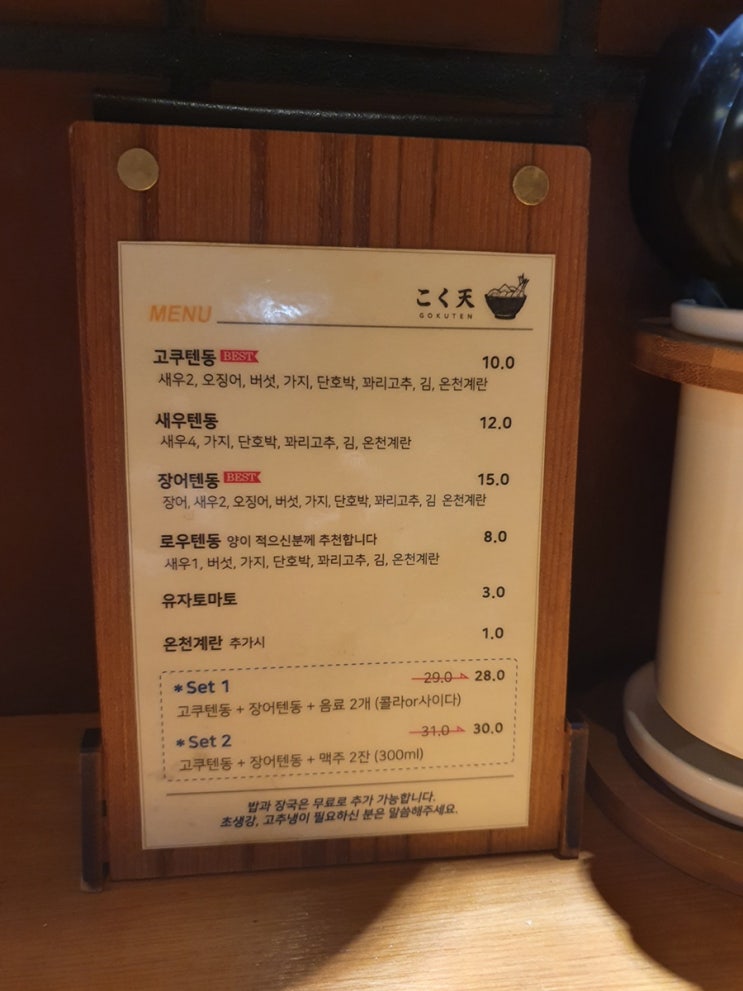 こく天
GOKUTEN
MENU
고쿠텐동 BEST 10.0
새우2, 오징어, 버섯, 가지, 단호박, 꽈리고추, 김, 온천계란
새우텐동 12.0
새우4, 가지, 단호박, 꽈리고추, 김, 온천계란
장어텐동 BEST 15.0
장어, 새우2, 오징어, 버섯, 가지, 단호박, 꽈리고추, 김 온천계란
로우텐동 양이 적으신분께 추천합니다 8.0
새우1, 버섯, 가지, 단호박, 꽈리고추, 김, 온천계란
유자토마토 3.0
온천계란 추가시 1.0
*Set 1 29.0 28.0
고쿠텐동 + 장어텐동 + 음료 2개 (콜라or사이다)
*Set 2 31.0 30.0
고쿠텐동 + 장어텐동 + 맥주 2잔 (300ml)
밥과 장국은 무료로 추가 가능합니다.
초생강, 고추냉이 필요하신 분은 말씀해주세요.